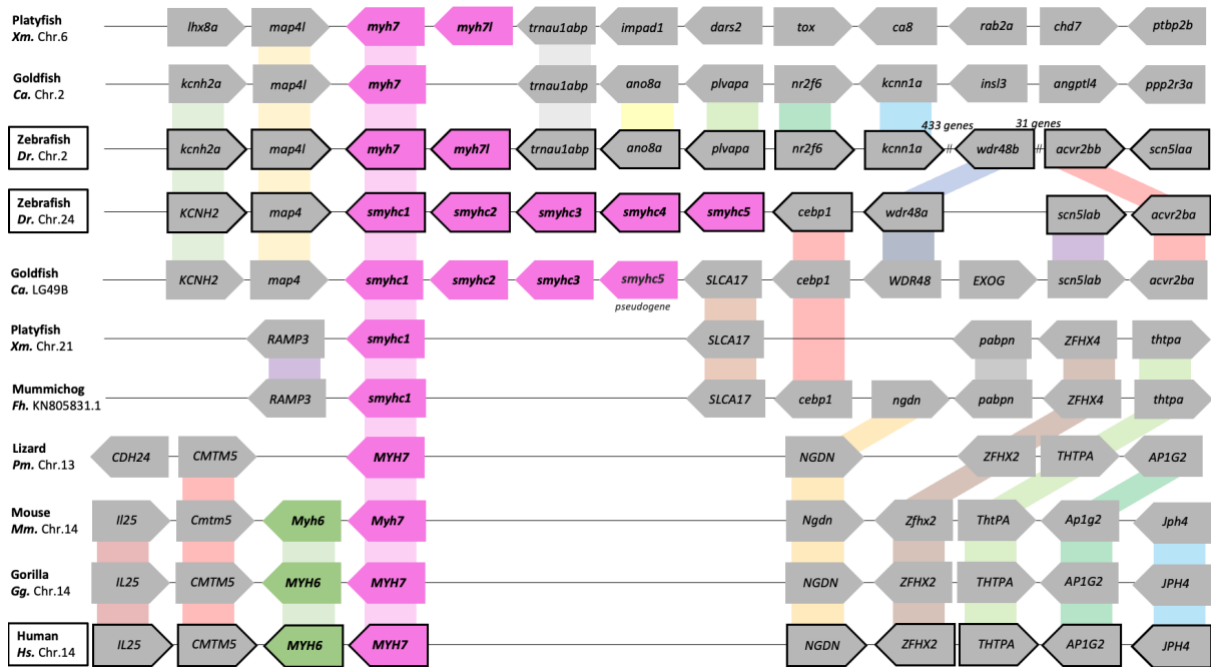 Platyfish
Xm. Chr.6
lhx8a map4l myh7 myh7l trnau1abp impad1 dars2 tox ca8 rab2a chd7 ptbp2b
Goldfish
Ca. Chr.2
kcnh2a map4l myh7 trnau1abp ano8a plvapa nr2f6 kcnn1a insl3 angptl4 ppp2r3a
433 genes 31 genes
Zebrafish
Dr. Chr.2
kcnh2a map4l myh7 myh7l trnau1abp ano8a plvapa nr2f6 kcnn1a // wdr48b // acvr2bb scn5laa
Zebrafish
Dr. Chr.24
KCNH2 map4 smyhc1 smyhc2 smyhc3 smyhc4 smyhc5 cebp1 wdr48a scn5lab acvr2ba
Goldfish
Ca. LG49B
KCNH2 map4 smyhc1 smyhc2 smyhc3 smyhc5 SLCA17 cebp1 WDR48 EXOG scn5lab acvr2ba
pseudogene
Platyfish
Xm. Chr.21
RAMP3 smyhc1 SLCA17 pabpn ZFHX4 thtpa
Mummichog
Fh. KN805831.1
RAMP3 smyhc1 SLCA17 cebp1 ngdn pabpn ZFHX4 thtpa
Lizard
Pm. Chr.13
CDH24 CMTM5 MYH7 NGDN ZFHX2 THTPA AP1G2
Mouse
Mm. Chr.14
Il25 Cmtm5 Myh6 Myh7 Ngdn Zfhx2 ThtPA Ap1g2 Jph4
Gorilla
Gg. Chr.14
IL25 CMTM5 MYH6 MYH7 NGDN ZFHX2 THTPA AP1G2 JPH4
Human
Hs. Chr.14
IL25 CMTM5 MYH6 MYH7 NGDN ZFHX2 THTPA AP1G2 JPH4